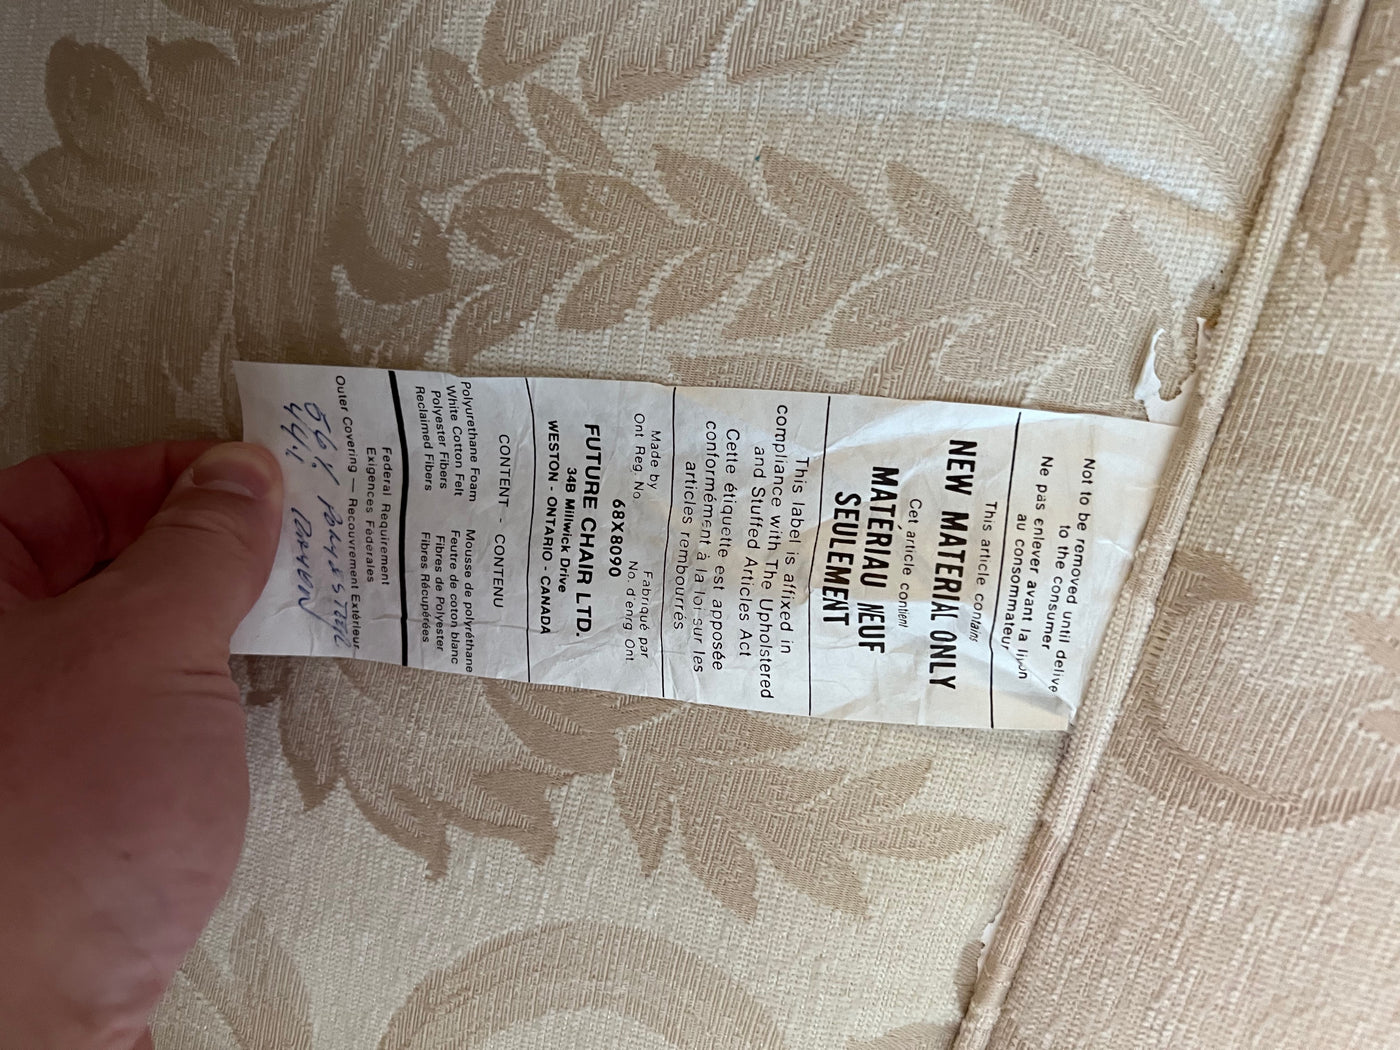 Not to be removed until delive
to the consumer
Ne pas enlever avant la
au consommateur
This article contains
NEW MATERIAL ONLY
Cet article contient
MATÉRIAU NEUF
SEULEMENT
This label is affixed in
compliance with The Upholstered
and Stuffed Articles Act
Cette étiquette est apposée
conformément à la loi sur les
articles rembourrés
Made by Fabriqué par
Ont Reg. No. No. d'enrg Ont
68X8090
FUTURE CHAIR LTD.
34B Millwick Drive
WESTON - ONTARIO - CANADA
CONTENT - CONTENU
Polyurethane Foam Mousse de polyréthane
White Cotton Felt Feutre de coton blanc
Polyester Fibers Fibres de Polyester
Reclaimed Fibers Fibres Récupérées
Federal Requirement
Exigences Féderales
Outer Covering — Recouvrement Extérieur
56%
44%